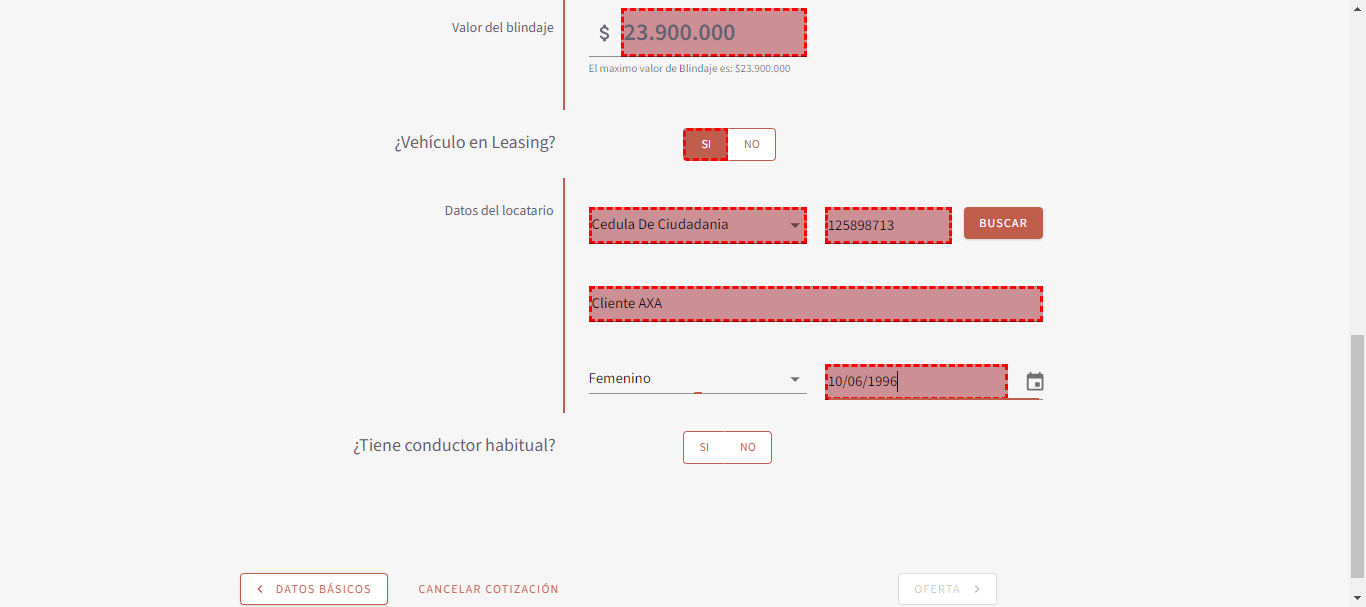 Valor del blindaje
$ 23.900.000
El maximo valor de Blindaje es: $23.900.000
¿Vehículo en Leasing?
SI NO
Datos del locatario
Cedula De Ciudadania 125898713 BUSCAR
Cliente AXA
Femenino 10/06/1996
¿Tiene conductor habitual?
SI NO
DATOS BÁSICOS CANCELAR COTIZACIÓN OFERTA